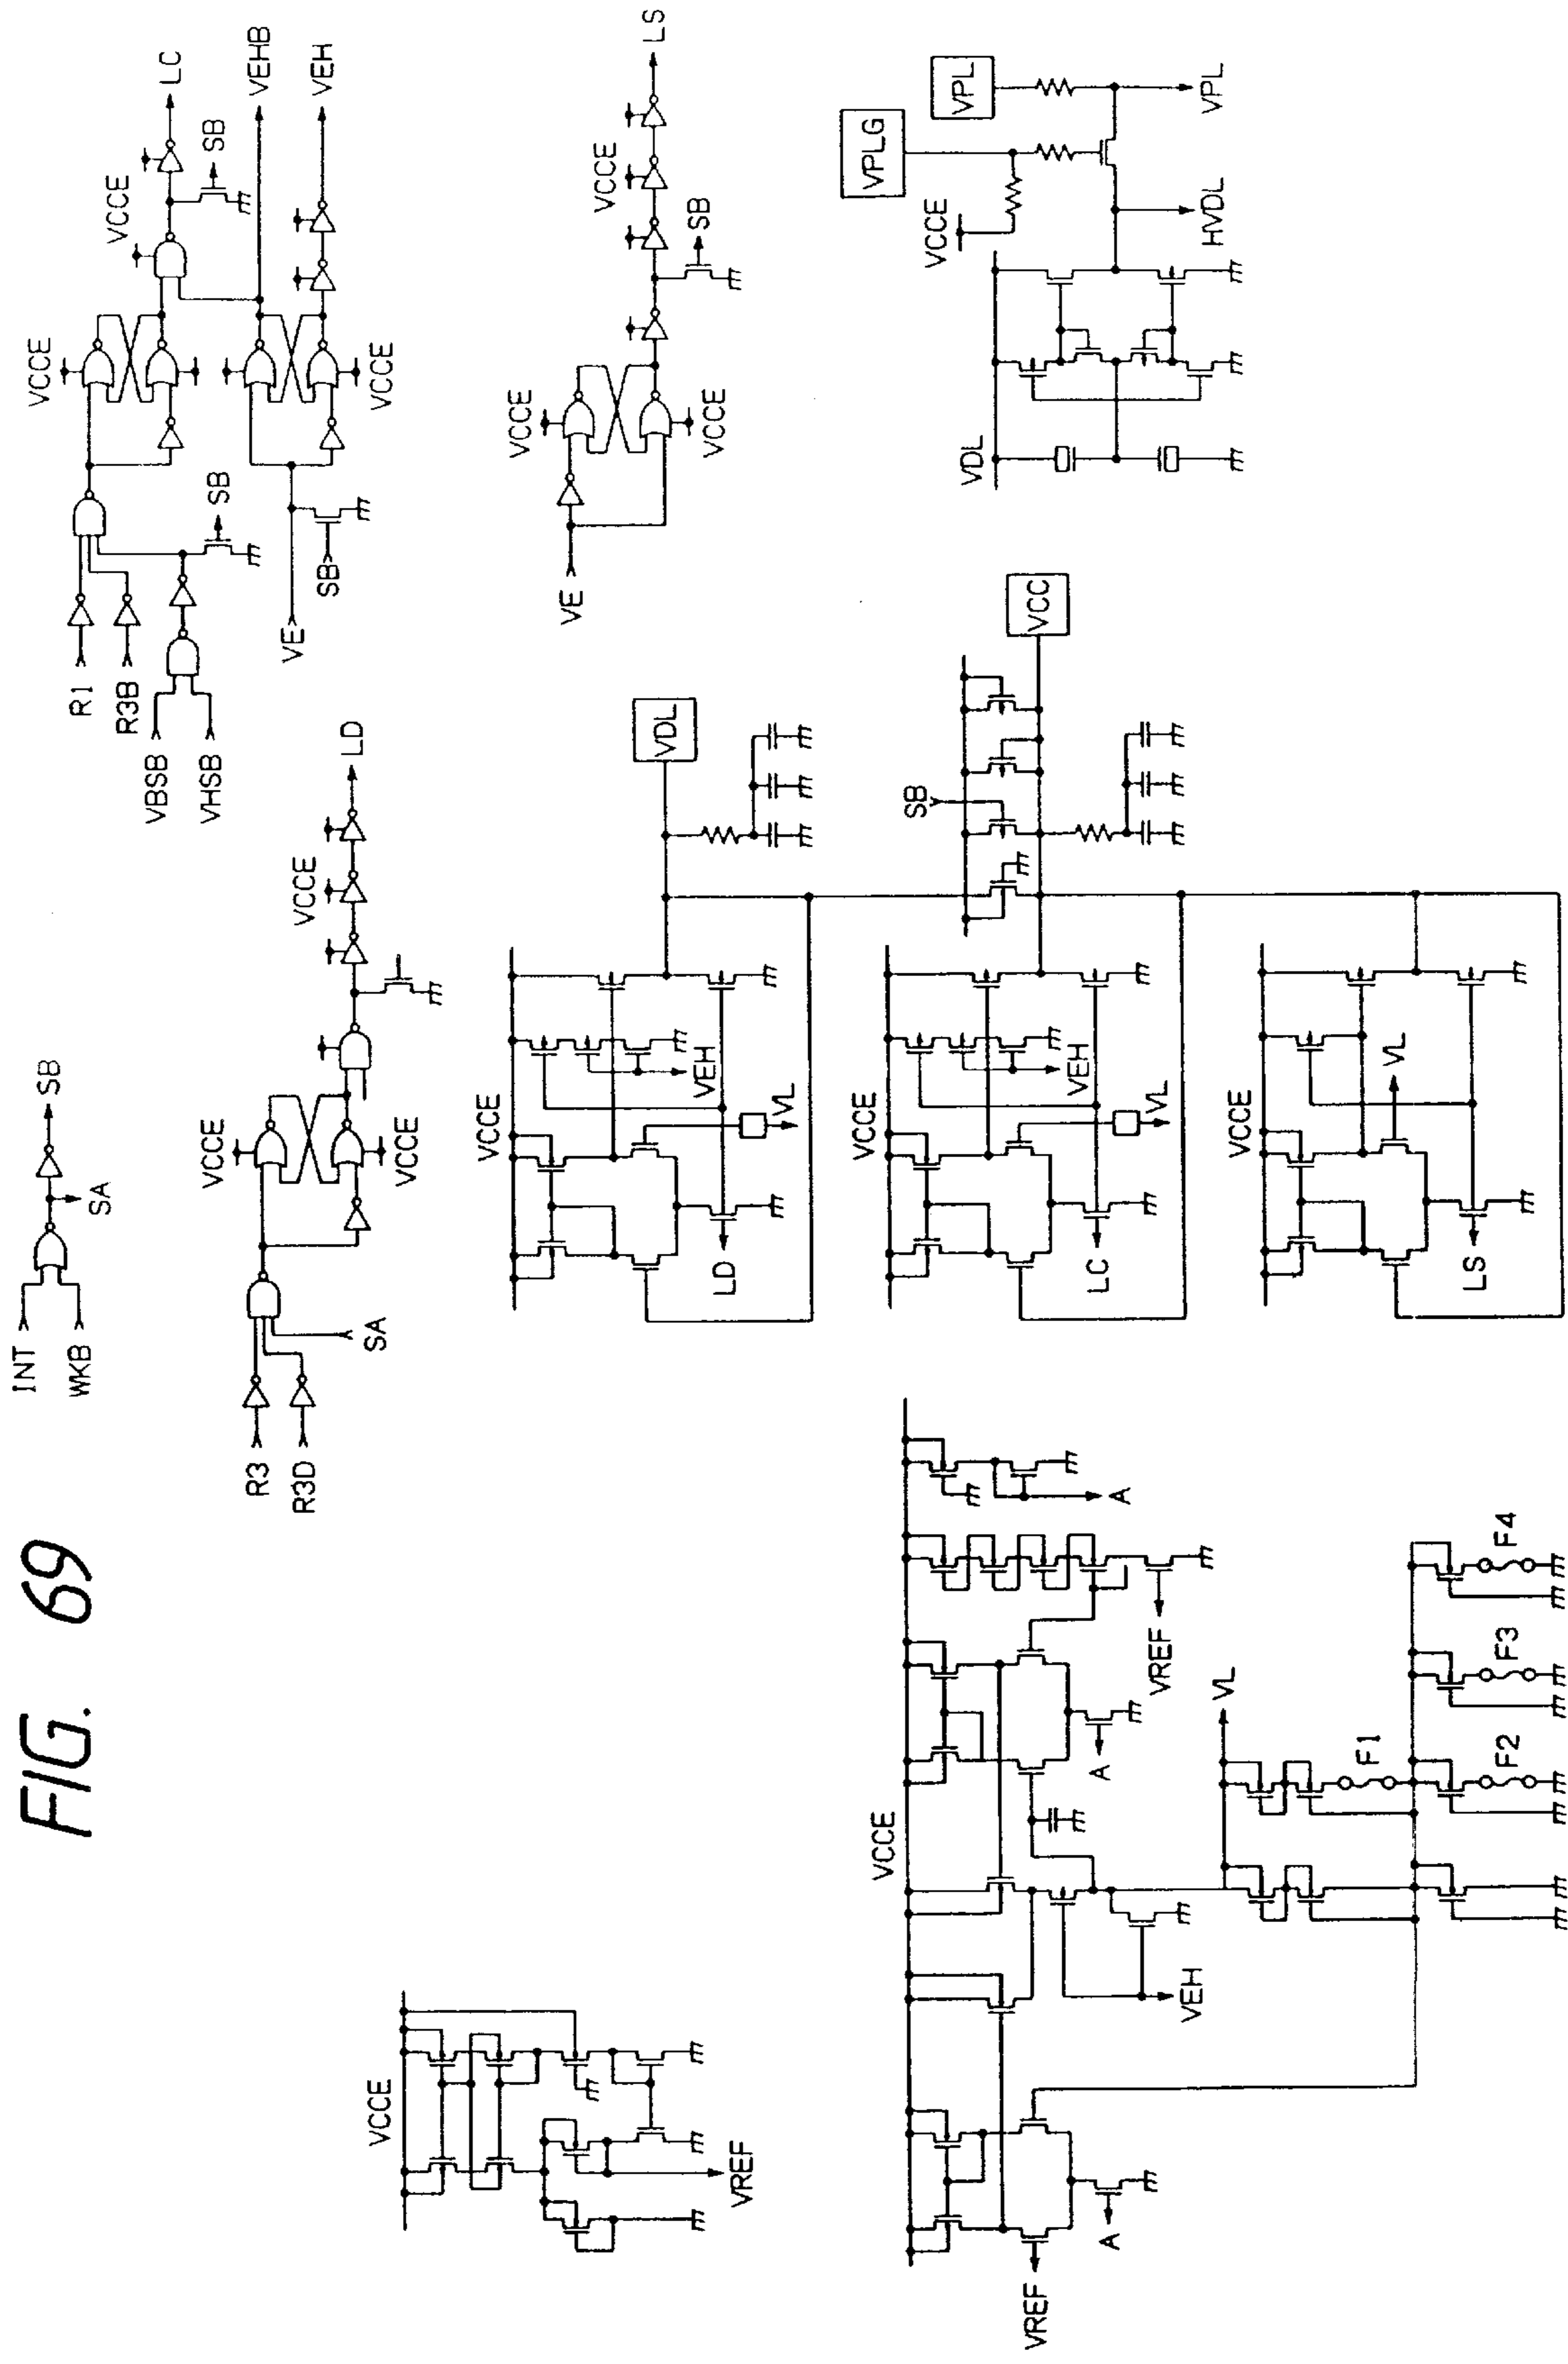 FIG. 69
INT
WKB
SA
SB
R3
R3D
SA
VCCE
VCCE
VCCE
LD
R1
R3B
VBSB
VHSB
SB
VCCE
VCCE
LC
SB
VE
SB
VCCE
VEHB
VEH
VE
VCCE
VCCE
VCCE
SB
LS
VCCE
VREF
VCCE
VREF
A
VEH
A
VREF
A
VL
F1
F2
F3
F4
VCCE
LD
VL
VEH
VDL
VCCE
LC
VL
VEH
SB
VCC
VCCE
LS
VL
VDL
HVDL
VCCE
VPLG
VPL
VPL